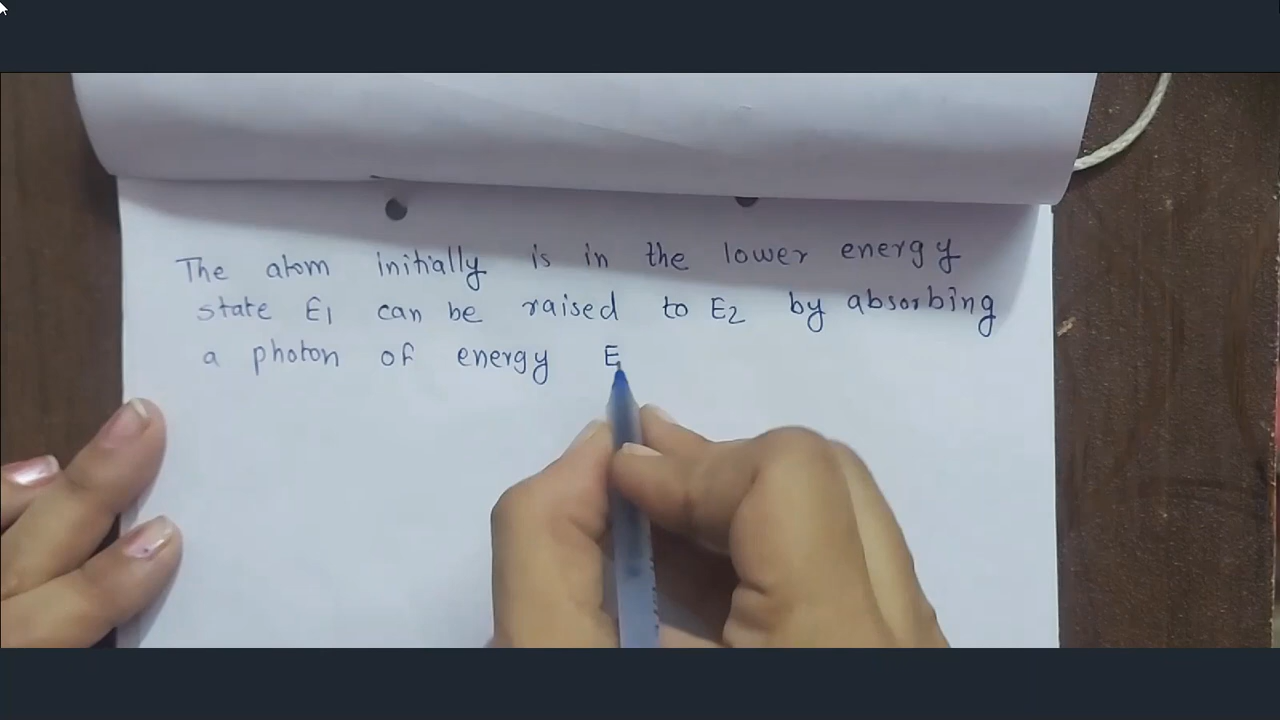 The atom initially is in the lower energy
state E1 can be raised to E2 by absorbing
a photon of energy E